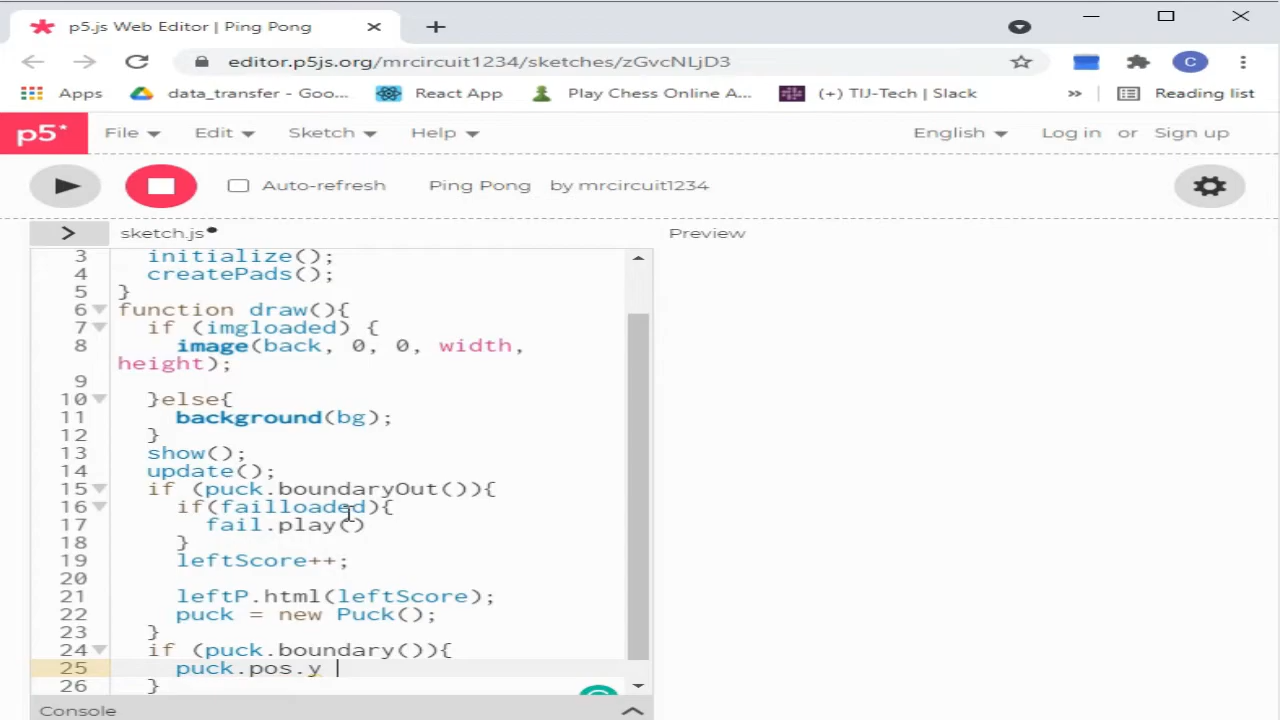 p5.js Web Editor | Ping Pong
editor.p5js.org/mrcircuit1234/sketches/zGvcNLjD3
Apps data_transfer - Goo... React App Play Chess Online A... (+) TIJ-Tech | Slack » Reading list
p5* File Edit Sketch Help English Log in or Sign up
Auto-refresh Ping Pong by mrcircuit1234
> sketch.js Preview
3 initialize();
4 createPads();
5 }
6 function draw(){
7 if (imgloaded) {
8 image(back, 0, 0, width,
height);
9
10 }else{
11 background(bg);
12 }
13 show();
14 update();
15 if (puck.boundaryOut()){
16 if(failloaded){
17 fail.play()
18 }
19 leftScore++;
20
21 leftP.html(leftScore);
22 puck = new Puck();
23 }
24 if (puck.boundary()){
25 puck.pos.y
26 }
Console
C